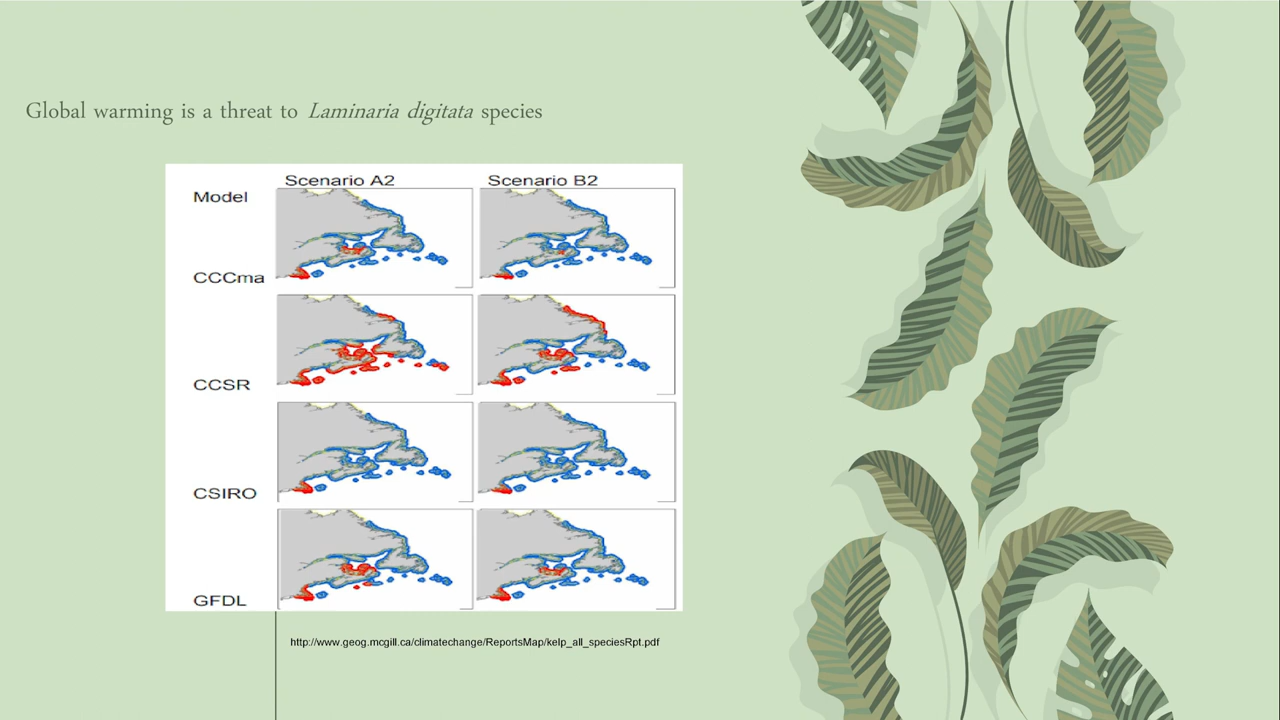 Global warming is a threat to Laminaria digitata species
Scenario A2 Scenario B2
Model
CCCma
CCSR
CSIRO
GFDL
http://www.geog.mcgill.ca/climatechange/ReportsMap/kelp_all_speciesRpt.pdf